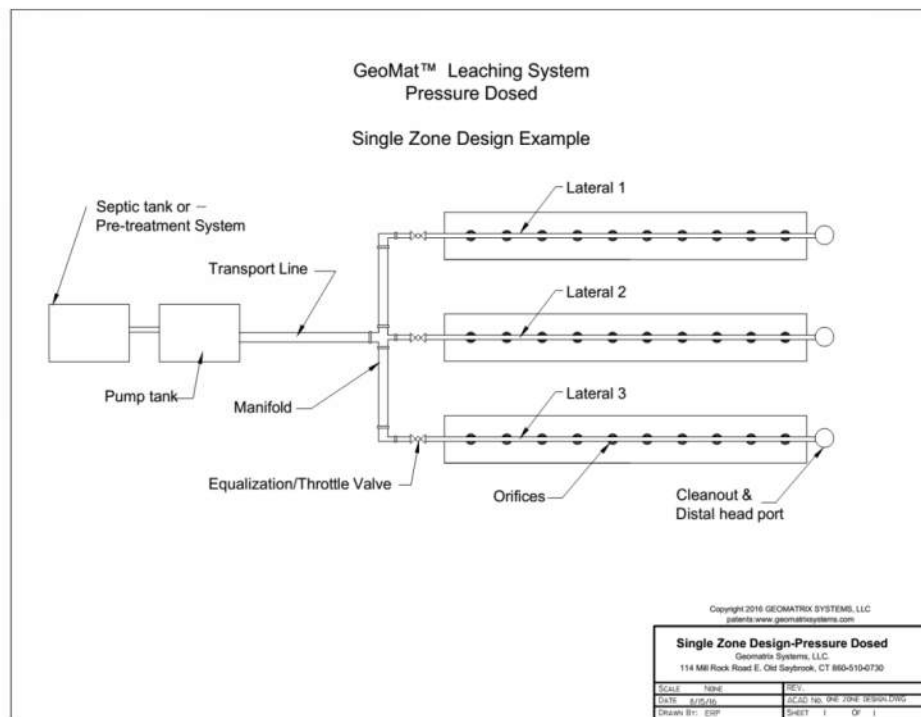 GeoMat™ Leaching System
Pressure Dosed
Single Zone Design Example
Lateral 1
Septic tank or –
Pre-treatment System
Transport Line
Lateral 2
Pump tank
Manifold
Lateral 3
Equalization/Throttle Valve
Orifices
Cleanout &
Distal head port
Copyright 2016 GEOMATRIX SYSTEMS, LLC
patents:www.geomatrixsystems.com
Single Zone Design-Pressure Dosed
Geomatrix Systems, LLC.
114 Mill Rock Road E. Old Saybrook, CT 860-510-0730
SCALE NONE
REV.
DATE 8/15/16
ACAD No. ONE ZONE DESIGN.DWG
DRAWN BY: ERP
SHEET 1 OF 1